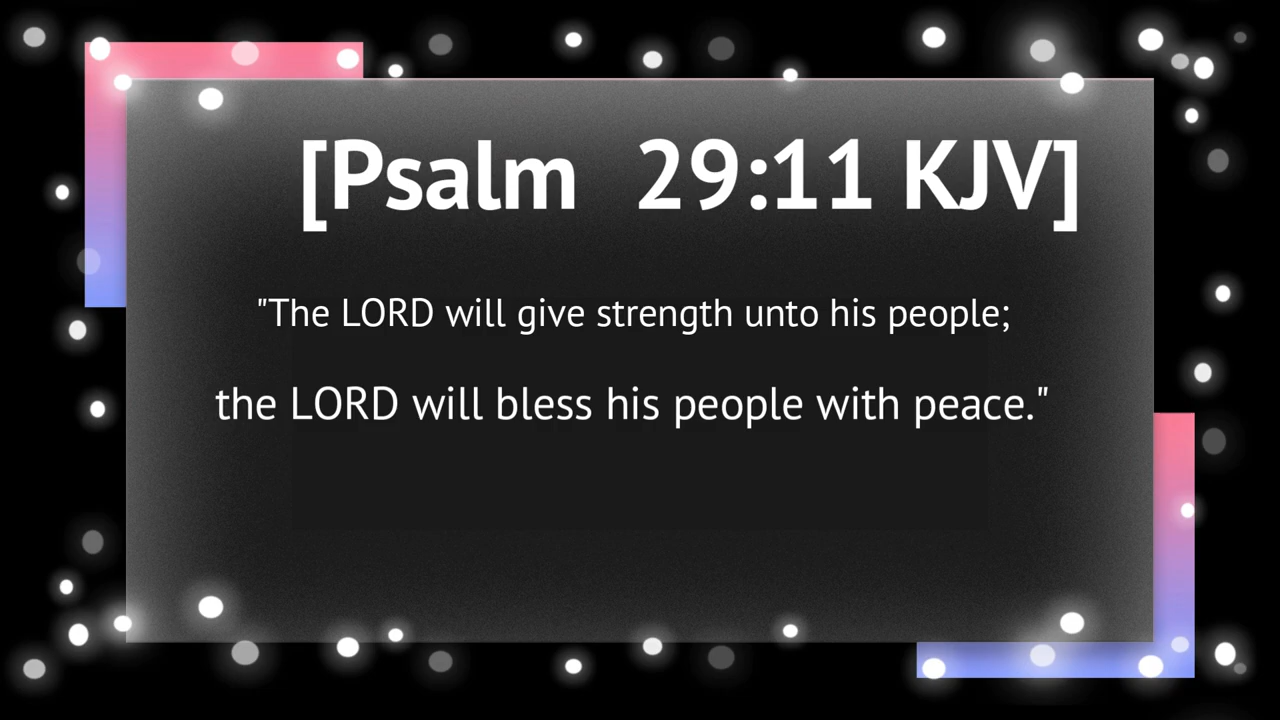 [Psalm  29:11 KJV]
"The LORD will give strength unto his people;
the LORD will bless his people with peace."